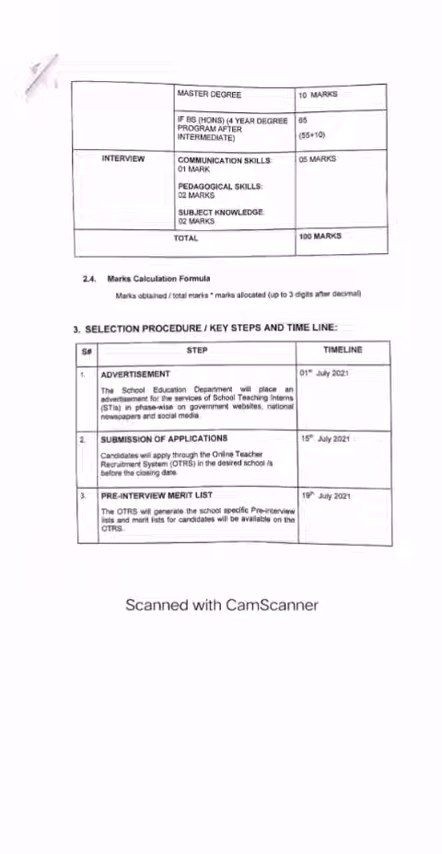 MASTER DEGREE
10 MARKS
IF BS (HONS) (4 YEAR DEGREE
PROGRAM AFTER
INTERMEDIATE)
65
(55+10)
INTERVIEW
COMMUNICATION SKILLS:
01 MARK
PEDAGOGICAL SKILLS:
02 MARKS
SUBJECT KNOWLEDGE:
02 MARKS
05 MARKS
TOTAL
100 MARKS
2.4. Marks Calculation Formula
Marks obtained / total marks * marks allocated (up to 3 digits after decimal)
3. SELECTION PROCEDURE / KEY STEPS AND TIME LINE:
S#
STEP
TIMELINE
1.
ADVERTISEMENT
01st July 2021
The School Education Department will place an
advertisement for the services of School Teaching Interns
(STIs) in phase-wise on government websites, national
newspapers and social media.
2.
SUBMISSION OF APPLICATIONS
15th July 2021
Candidates will apply through the Online Teacher
Recruitment System (OTRS) in the desired school /s
before the closing date.
3.
PRE-INTERVIEW MERIT LIST
19th July 2021
The OTRS will generate the school specific Pre-interview
lists and merit lists for candidates will be available on the
OTRS.
Scanned with CamScanner